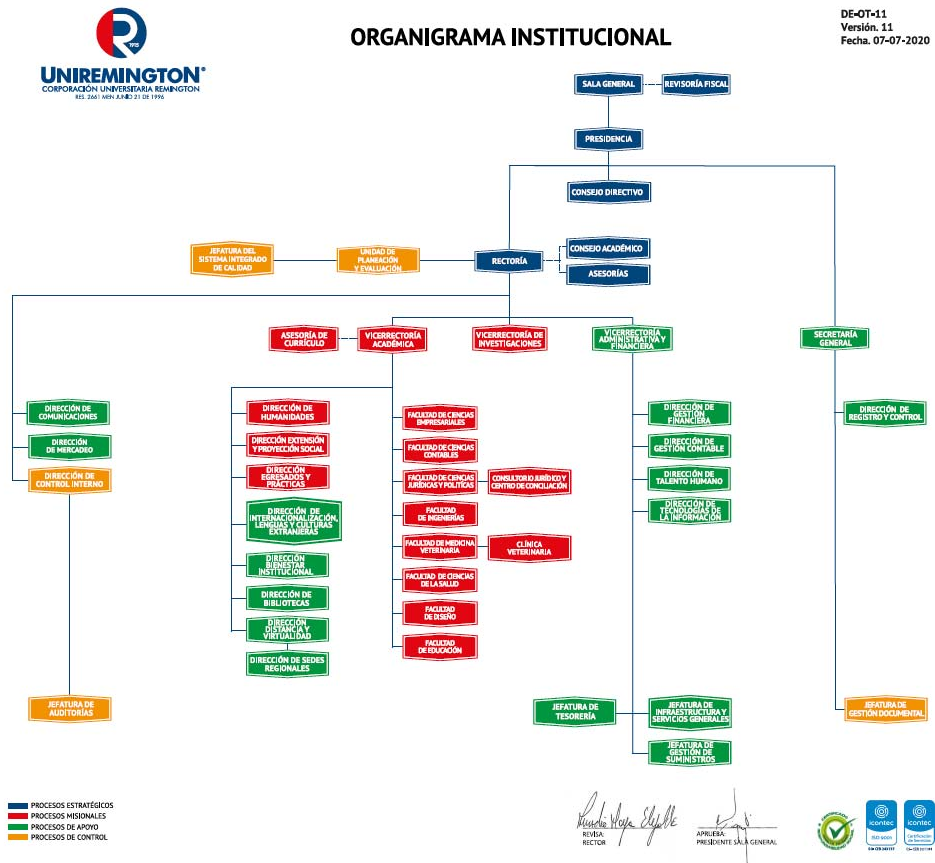 DE-OT-11
Versión. 11
Fecha. 07-07-2020
ORGANIGRAMA INSTITUCIONAL
R
1915
UNIREMINGTON®
CORPORACIÓN UNIVERSITARIA REMINGTON
RES. 2661 MEN JUNIO 21 DE 1996
SALA GENERAL
REVISORÍA FISCAL
PRESIDENCIA
CONSEJO DIRECTIVO
JEFATURA DEL
SISTEMA INTEGRADO
DE CALIDAD
UNIDAD DE
PLANEACIÓN
Y EVALUACIÓN
RECTORÍA
CONSEJO ACADÉMICO
ASESORÍAS
ASESORÍA DE
CURRÍCULO
VICERRECTORÍA
ACADÉMICA
VICERRECTORÍA DE
INVESTIGACIONES
VICERRECTORÍA
ADMINISTRATIVA Y
FINANCIERA
SECRETARÍA
GENERAL
DIRECCIÓN DE
COMUNICACIONES
DIRECCIÓN
DE MERCADEO
DIRECCIÓN DE
CONTROL INTERNO
JEFATURA DE
AUDITORÍAS
DIRECCIÓN DE
HUMANIDADES
DIRECCIÓN EXTENSIÓN
Y PROYECCIÓN SOCIAL
DIRECCIÓN
EGRESADOS Y
PRÁCTICAS
DIRECCIÓN DE
INTERNACIONALIZACIÓN,
LENGUAS Y CULTURAS
EXTRANJERAS
DIRECCIÓN
BIENESTAR
INSTITUCIONAL
DIRECCIÓN DE
BIBLIOTECAS
DIRECCIÓN
DISTANCIA Y
VIRTUALIDAD
DIRECCIÓN DE SEDES
REGIONALES
FACULTAD DE CIENCIAS
EMPRESARIALES
FACULTAD DE CIENCIAS
CONTABLES
FACULTAD DE CIENCIAS
JURÍDICAS Y POLÍTICAS
CONSULTORIO JURÍDICO Y
CENTRO DE CONCILIACIÓN
FACULTAD
DE INGENIERÍAS
FACULTAD DE MEDICINA
VETERINARIA
CLÍNICA
VETERINARIA
FACULTAD DE CIENCIAS
DE LA SALUD
FACULTAD
DE DISEÑO
FACULTAD
DE EDUCACIÓN
DIRECCIÓN DE
GESTIÓN
FINANCIERA
DIRECCIÓN DE
GESTIÓN CONTABLE
DIRECCIÓN DE
TALENTO HUMANO
DIRECCIÓN DE
TECNOLOGÍAS DE
LA INFORMACIÓN
JEFATURA DE
TESORERÍA
JEFATURA DE
INFRAESTRUCTURA Y
SERVICIOS GENERALES
JEFATURA DE
GESTIÓN DE
SUMINISTROS
DIRECCIÓN DE
REGISTRO Y CONTROL
JEFATURA DE
GESTIÓN DOCUMENTAL
PROCESOS ESTRATÉGICOS
PROCESOS MISIONALES
PROCESOS DE APOYO
PROCESOS DE CONTROL
REVISA:
RECTOR
APRUEBA:
PRESIDENTE SALA GENERAL
icontec
ISO 9001
icontec
Certificación
de Servicios